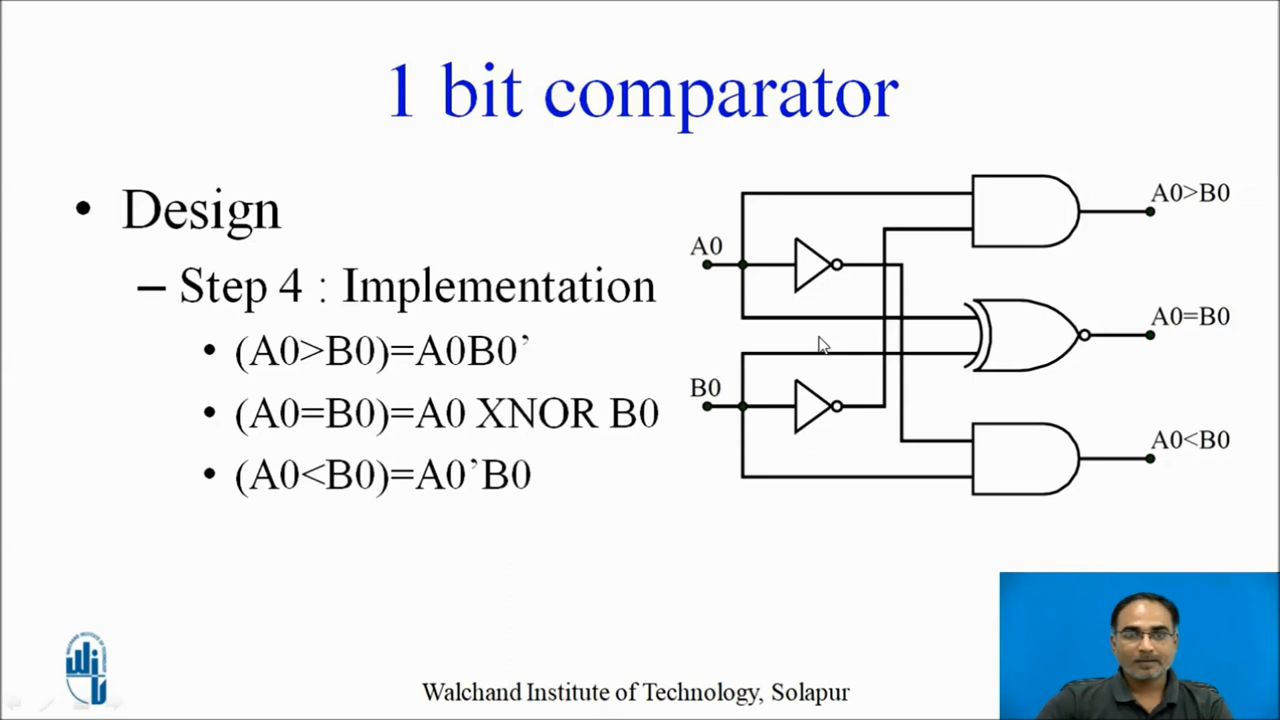 1 bit comparator
• Design
– Step 4 : Implementation
• (A0>B0)=A0B0’
• (A0=B0)=A0 XNOR B0
• (A0<B0)=A0’B0
A0
B0
A0>B0
A0=B0
A0<B0
Walchand Institute of Technology, Solapur